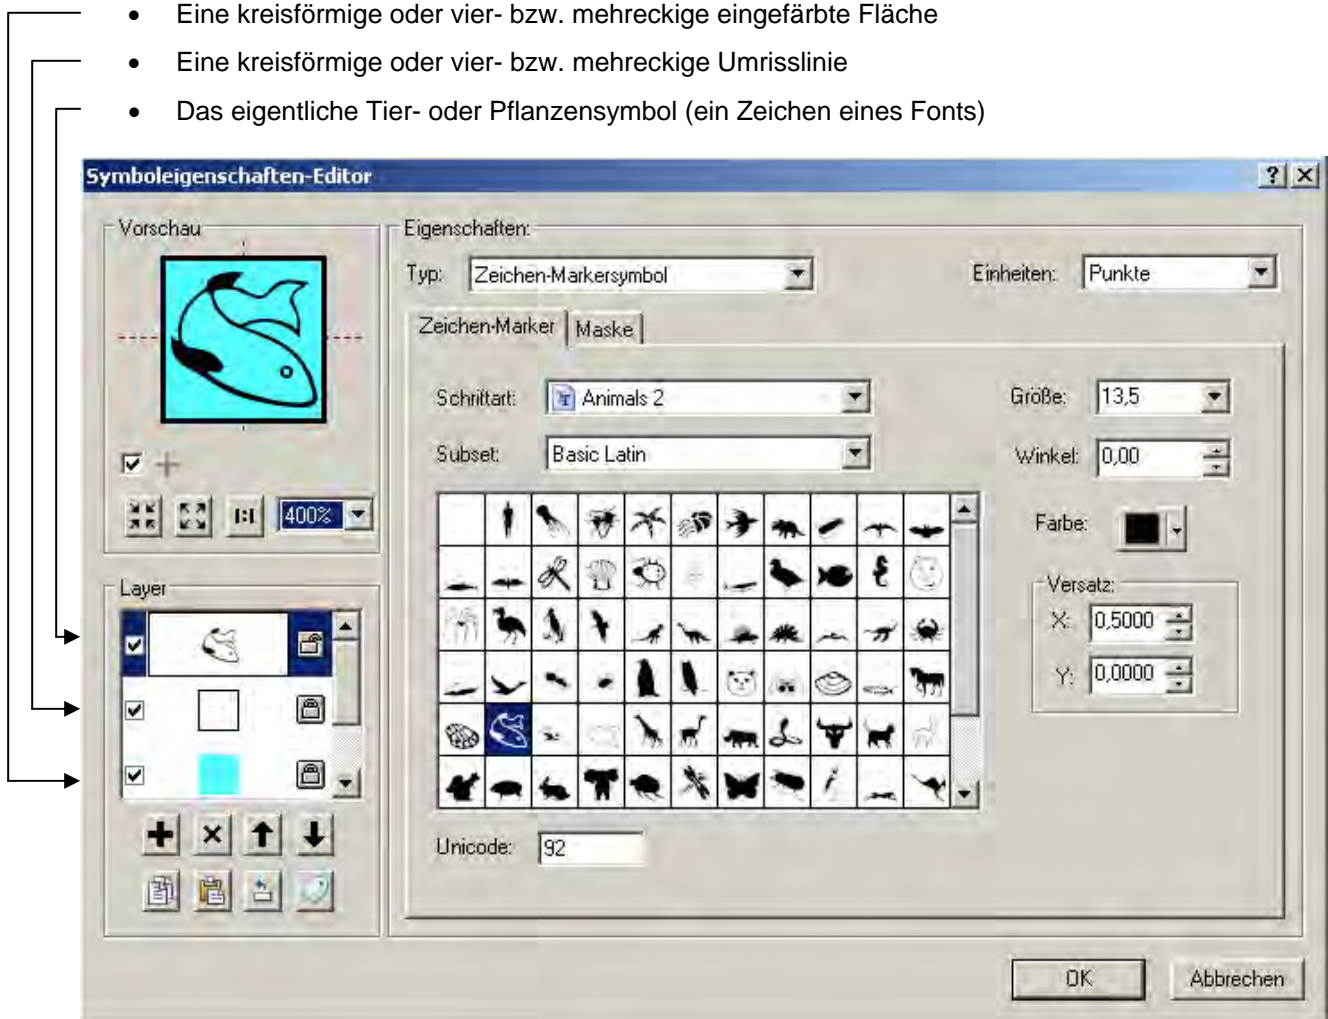 • Eine kreisförmige oder vier- bzw. mehreckige eingefärbte Fläche
• Eine kreisförmige oder vier- bzw. mehreckige Umrisslinie
• Das eigentliche Tier- oder Pflanzensymbol (ein Zeichen eines Fonts)
Symboleigenschaften-Editor
Vorschau
400%
Layer
Eigenschaften:
Typ: Zeichen-Markersymbol
Einheiten: Punkte
Zeichen-Marker Maske
Schriftart: Animals 2
Größe: 13,5
Subset: Basic Latin
Winkel: 0,00
Farbe:
Versatz:
X: 0,5000
Y: 0,0000
Unicode: 92
OK Abbrechen